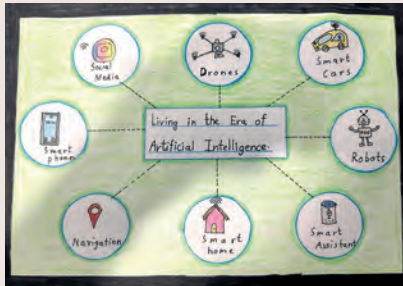 Social
Media
Drones
Smart
Cars
Smart
phone
Living in the Era of
Artificial Intelligence.
Robots
Navigation
Smart
home
Smart
Assistant